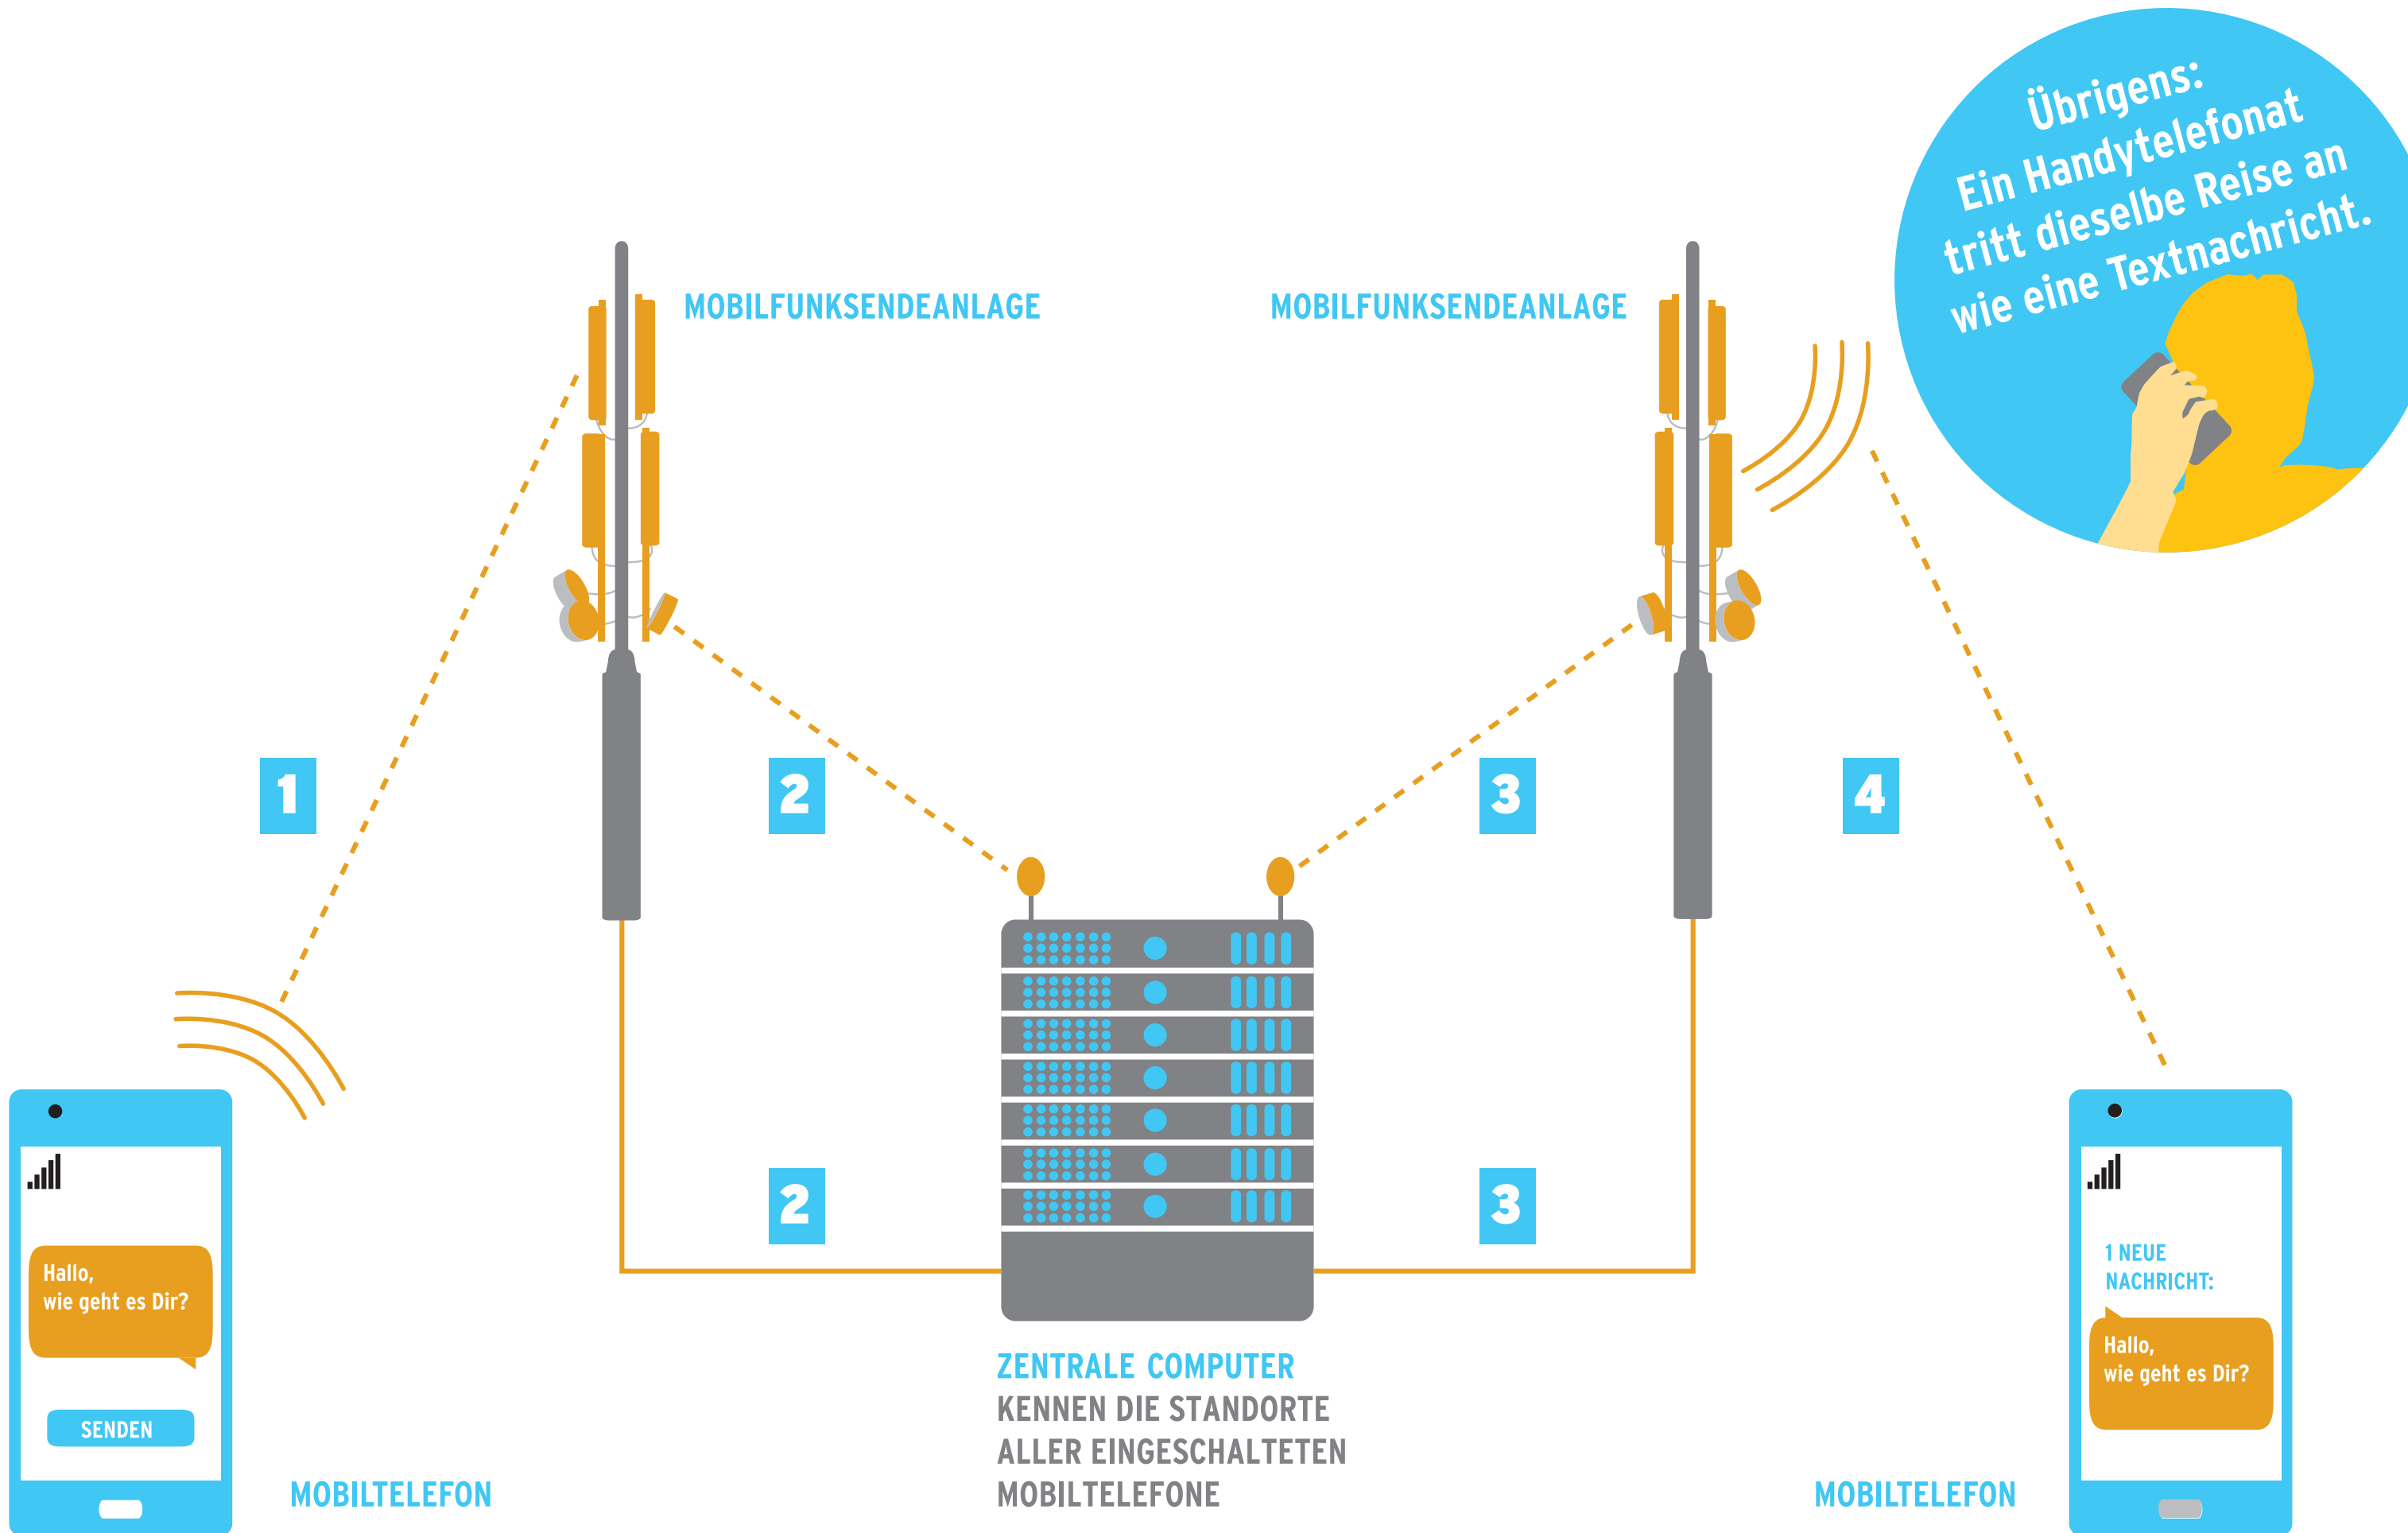 Übrigens:
Ein Handytelefonat
tritt dieselbe Reise an
wie eine Textnachricht.
MOBILFUNKSENDEANLAGE
MOBILFUNKSENDEANLAGE
1
2
3
4
2
3
Hallo,
wie geht es Dir?
SENDEN
MOBILTELEFON
ZENTRALE COMPUTER
KENNEN DIE STANDORTE
ALLER EINGESCHALTETEN
MOBILTELEFONE
1 NEUE
NACHRICHT:
Hallo,
wie geht es Dir?
MOBILTELEFON